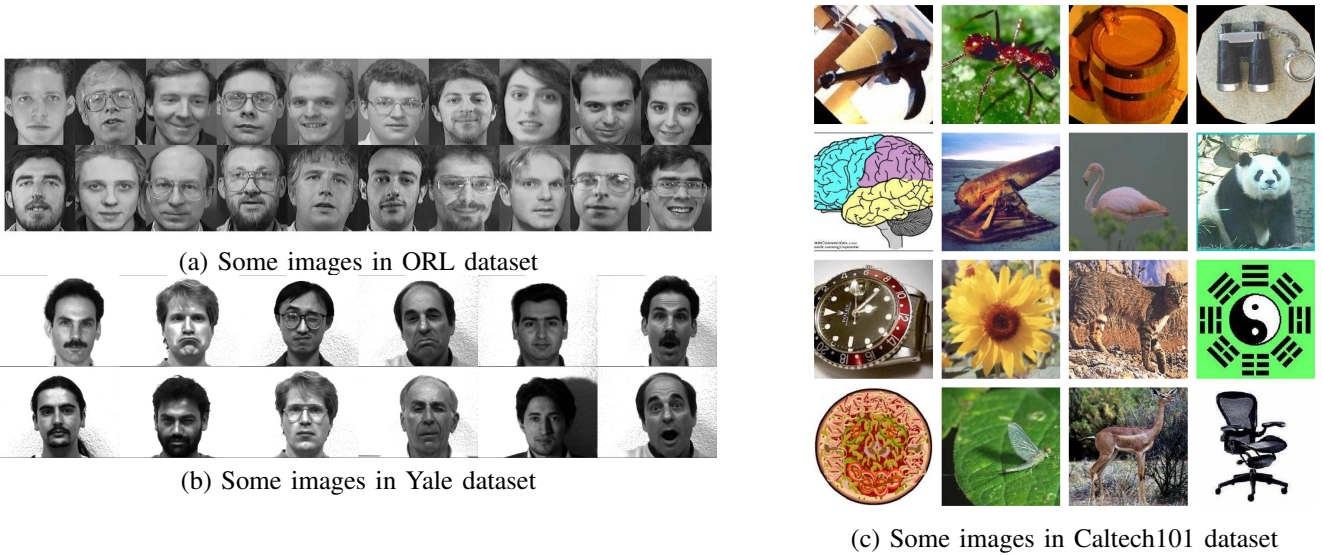 (a) Some images in ORL dataset
(b) Some images in Yale dataset
(c) Some images in Caltech101 dataset